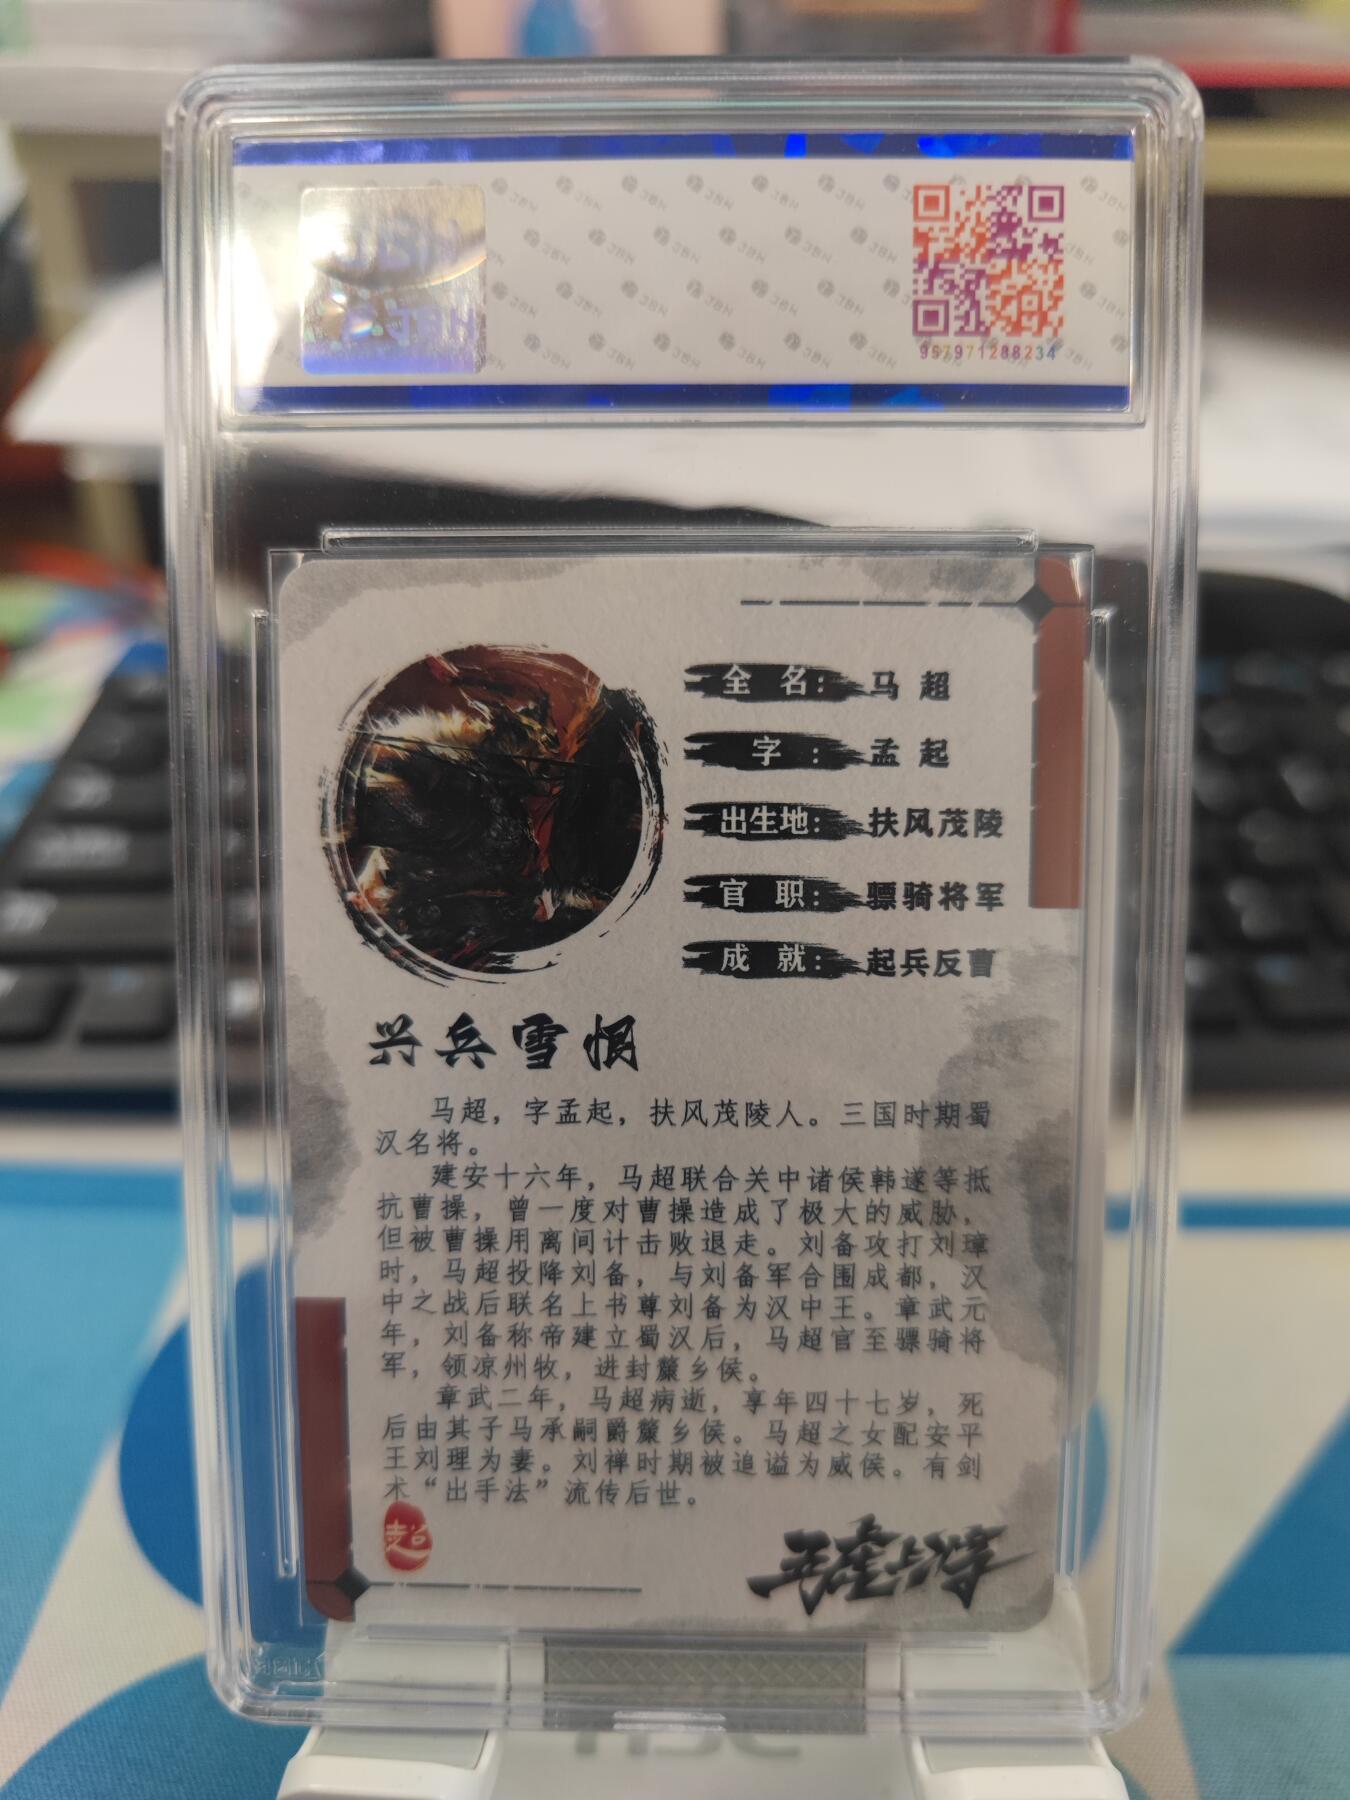 JBH
957971288234
全名：马超
字：孟起
出生地：扶风茂陵
官职：骠骑将军
成就：起兵反曹
兴兵雪恨
马超，字孟起，扶风茂陵人。三国时期蜀
汉名将。
建安十六年，马超联合关中诸侯韩遂等抵
抗曹操，曾一度对曹操造成了极大的威胁，
但被曹操用离间计击败退走。刘备攻打刘璋
时，马超投降刘备，与刘备军合围成都，汉
中之战后联名上书尊刘备为汉中王。章武元
年，刘备称帝建立蜀汉后，马超官至骠骑将
军，领凉州牧，进封斄乡侯。
章武二年，马超病逝，享年四十七岁，死
后由其子马承嗣爵斄乡侯。马超之女配安平
王刘理为妻。刘禅时期被追谥为威侯。有剑
术“出手法”流传后世。
超
五虎上将